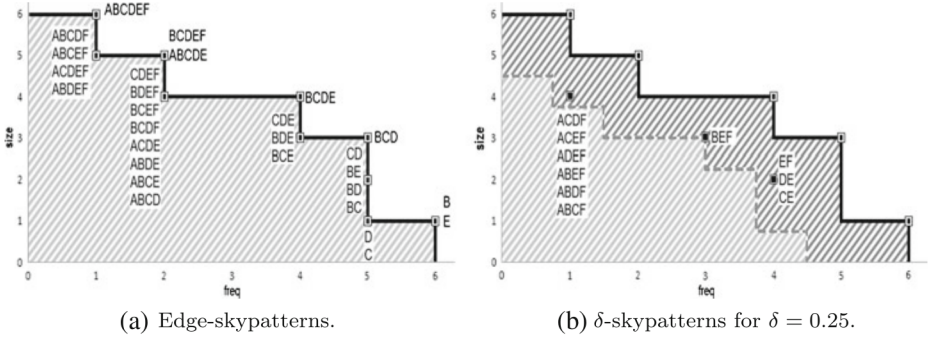 6
5
4
3
2
1
0
size
ABCDEF
ABCDF
ABCEF
ACDEF
ABDEF
BCDEF
ABCDE
CDEF
BDEF
BCEF
BCDF
ACDE
ABDE
ABCE
ABCD
BCDE
CDE
BDE
BCE
BCD
CD
BE
BD
BC
D
C
B
E
0 1 2 3 4 5 6
freq
(a) Edge-skypatterns.
6
5
4
3
2
1
0
size
ACDF
ACEF
ADEF
ABEF
ABDF
ABCF
BEF
EF
DE
CE
0 1 2 3 4 5 6
freq
(b) δ-skypatterns for δ = 0.25.